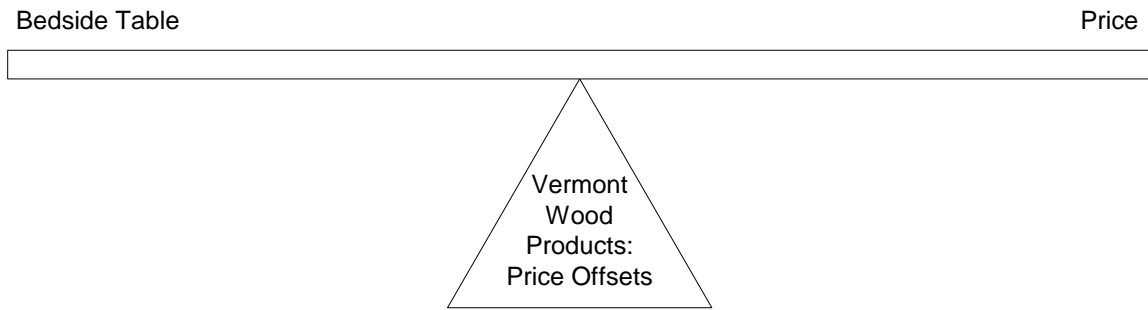 Bedside Table
Price
Vermont
Wood
Products:
Price Offsets